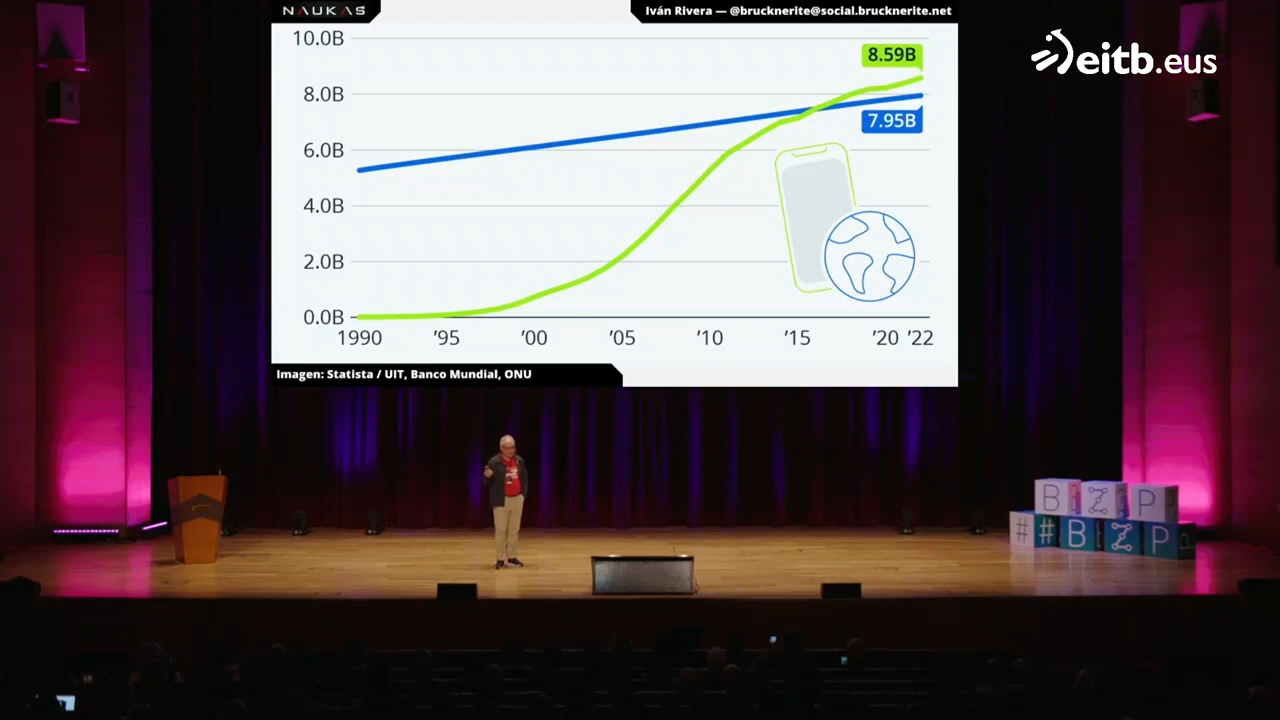 NAUKAS
Iván Rivera — @brucknerite@social.brucknerite.net
eitb.eus
10.0B
8.59B
8.0B
7.95B
6.0B
4.0B
2.0B
0.0B
1990 ’95 ’00 ’05 ’10 ’15 ’20 ’22
Imagen: Statista / UIT, Banco Mundial, ONU
B Z P
# #BZP